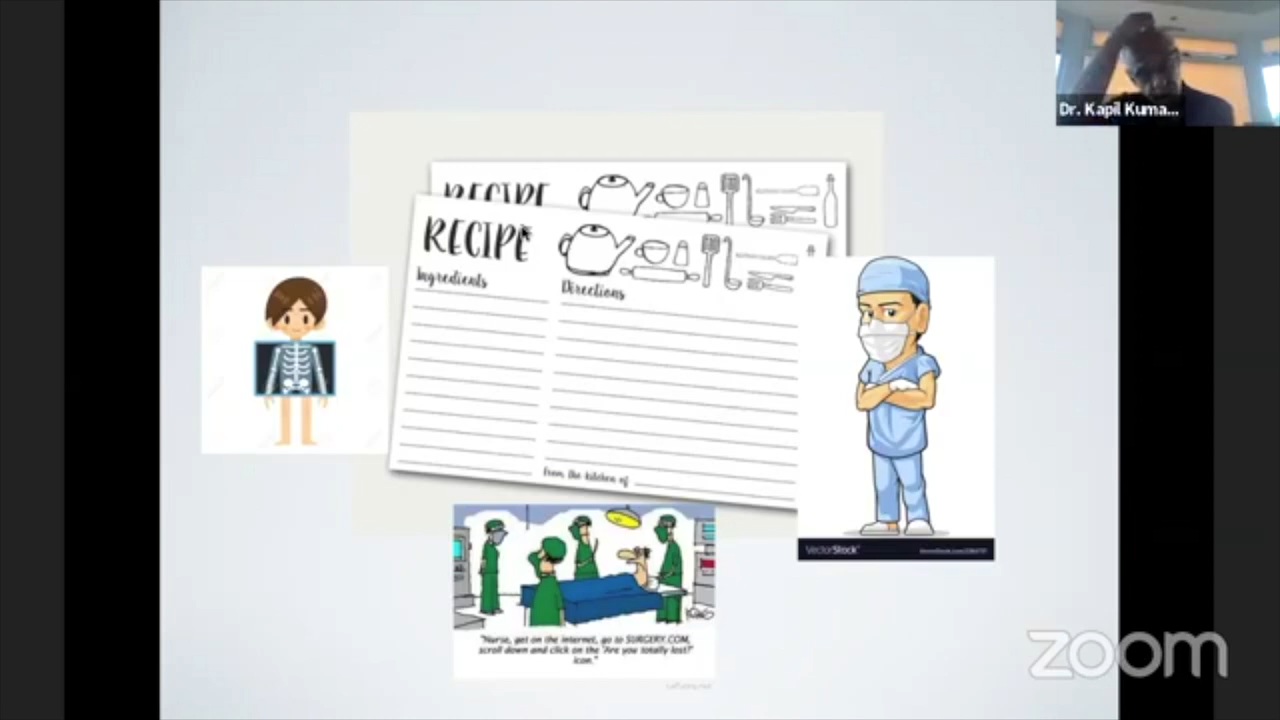 Dr. Kapil Kuma...
RECIPE
RECIPE
Ingredients
Directions
From the kitchen of
VectorStock
"Nurse, get on the internet, go to SURGERY.COM,
scroll down and click on the 'Are you totally lost?'
icon."
zoom